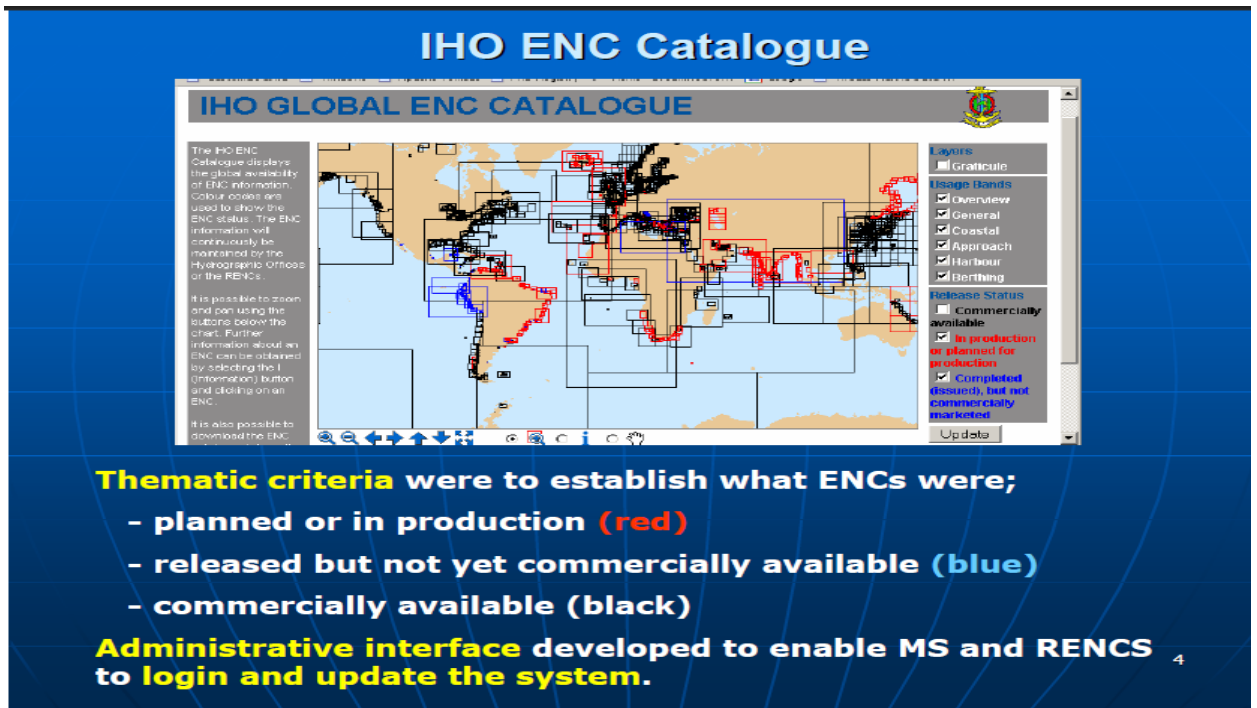 IHO ENC Catalogue
IHO GLOBAL ENC CATALOGUE
The IHO ENC
Catalogue displays
the global availability
of ENC information.
Colour codes are
used to show the
ENC status. The ENC
information will
continuously be
maintained by the
Hydrographic Offices
or the RENCs.
It is possible to zoom
and pan using the
buttons below the
chart. Further
information about an
ENC can be obtained
by selecting the I
(Information) button
and clicking on an
ENC.
It is also possible to
download the ENC
Layers
Graticule
Usage Bands
Overview
General
Coastal
Approach
Harbour
Berthing
Release Status
Commercially
available
In production
or planned for
production
Completed
(issued), but not
commercially
marketed
Update
Thematic criteria were to establish what ENCs were;
- planned or in production (red)
- released but not yet commercially available (blue)
- commercially available (black)
Administrative interface developed to enable MS and RENCS
to login and update the system.
4